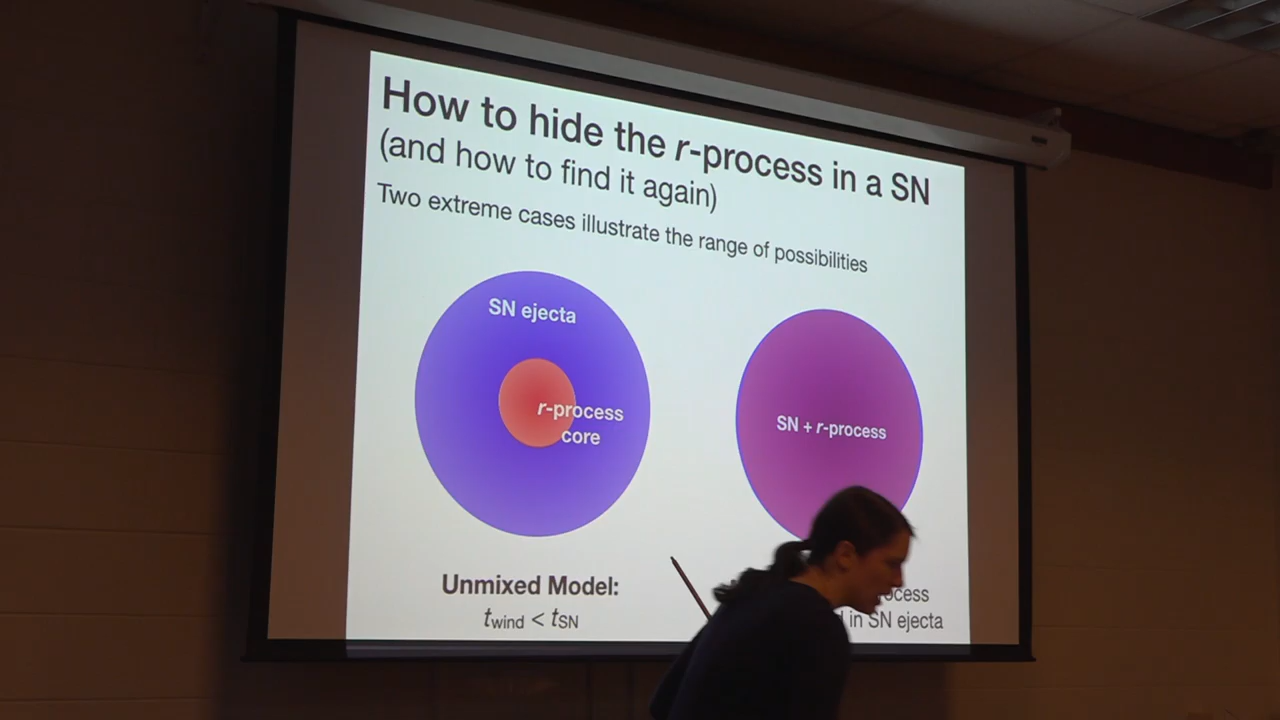 How to hide the r-process in a SN
(and how to find it again)
Two extreme cases illustrate the range of possibilities
SN ejecta
r-process
core
SN + r-process
Unmixed Model:
twind < tSN
in SN ejecta